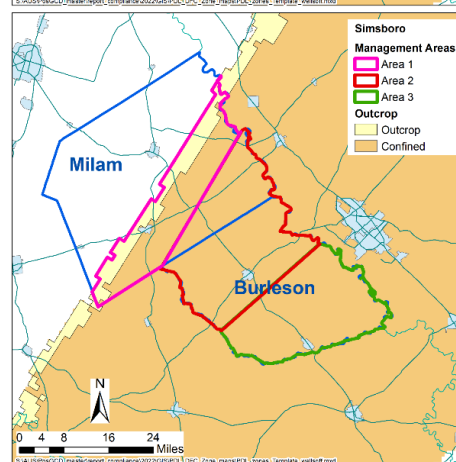 Simsboro
Management Areas
Area 1
Area 2
Area 3
Outcrop
Outcrop
Confined
Milam
Burleson
N
0 4 8 16 24
Miles